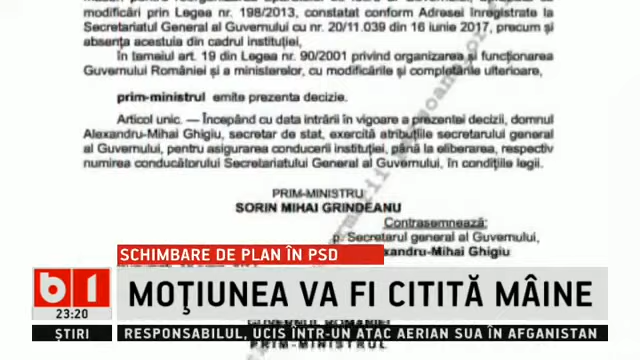 modificări prin Legea nr. 198/2013, constatat conform Adresei înregistrate la
Secretariatul General al Guvernului cu nr. 20/11.039 din 16 iunie 2017, precum și
absența acestuia din cadrul instituției,
În temeiul art. 19 din Legea nr. 90/2001 privind organizarea și funcționarea
Guvernului României și a ministerelor, cu modificările și completările ulterioare,
prim-ministrul emite prezenta decizie.
Articol unic. — Începând cu data intrării în vigoare a prezentei decizii, domnul
Alexandru-Mihai Ghigiu, secretar de stat, exercită atribuțiile secretarului general
al Guvernului, pentru asigurarea conducerii instituției, până la eliberarea, respectiv
numirea conducătorului Secretariatului General al Guvernului, în condițiile legii.
PRIM-MINISTRU
SORIN MIHAI GRINDEANU
Contrasemnează:
p. Secretarul general al Guvernului,
Alexandru-Mihai Ghigiu
SCHIMBARE DE PLAN ÎN PSD
b1
MOŢIUNEA VA FI CITITĂ MÂINE
23:20
ȘTIRI
RESPONSABILUL, UCIS ÎNTR-UN ATAC AERIAN SUA ÎN AFGANISTAN
GUVERNUL ROMÂNIEI
PRIM-MINISTRUL